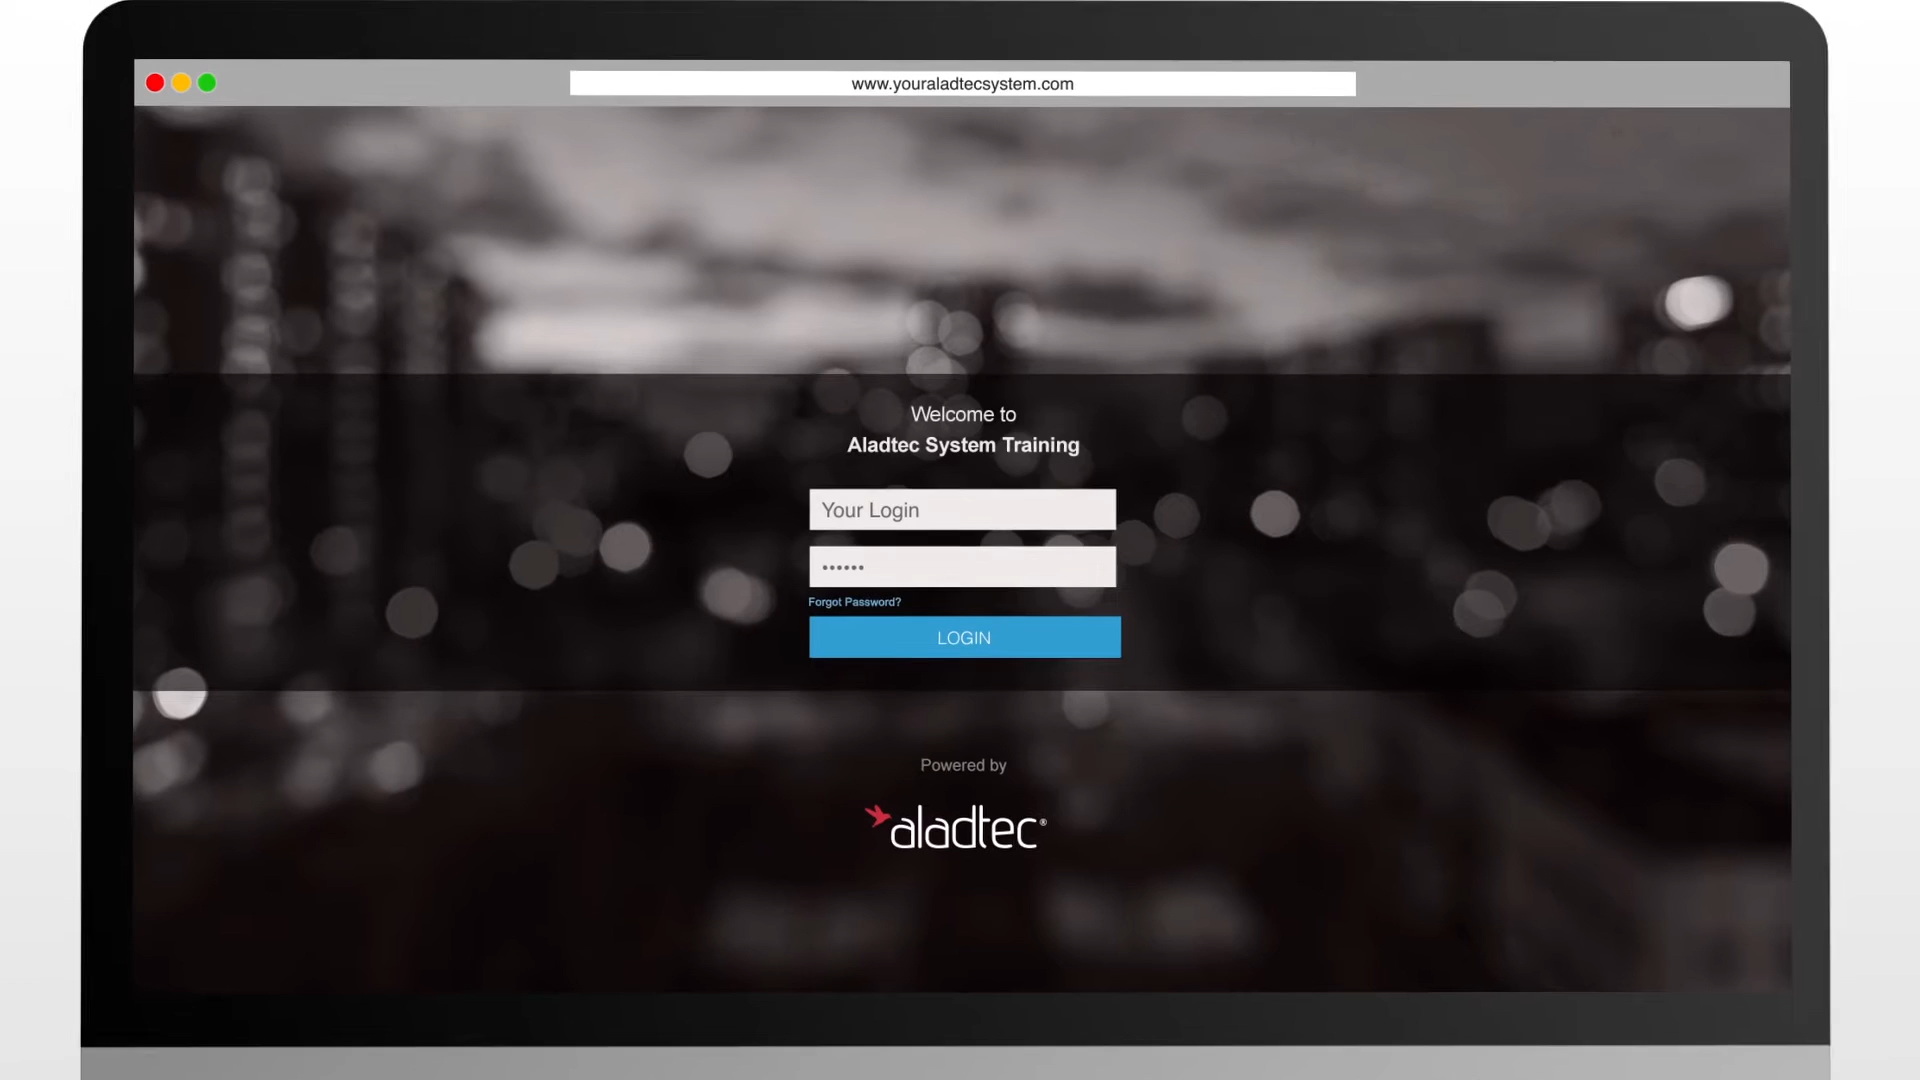 www.youraladtecsystem.com
Welcome to
Aladtec System Training
Your Login
••••••
Forgot Password?
LOGIN
Powered by
aladtec®